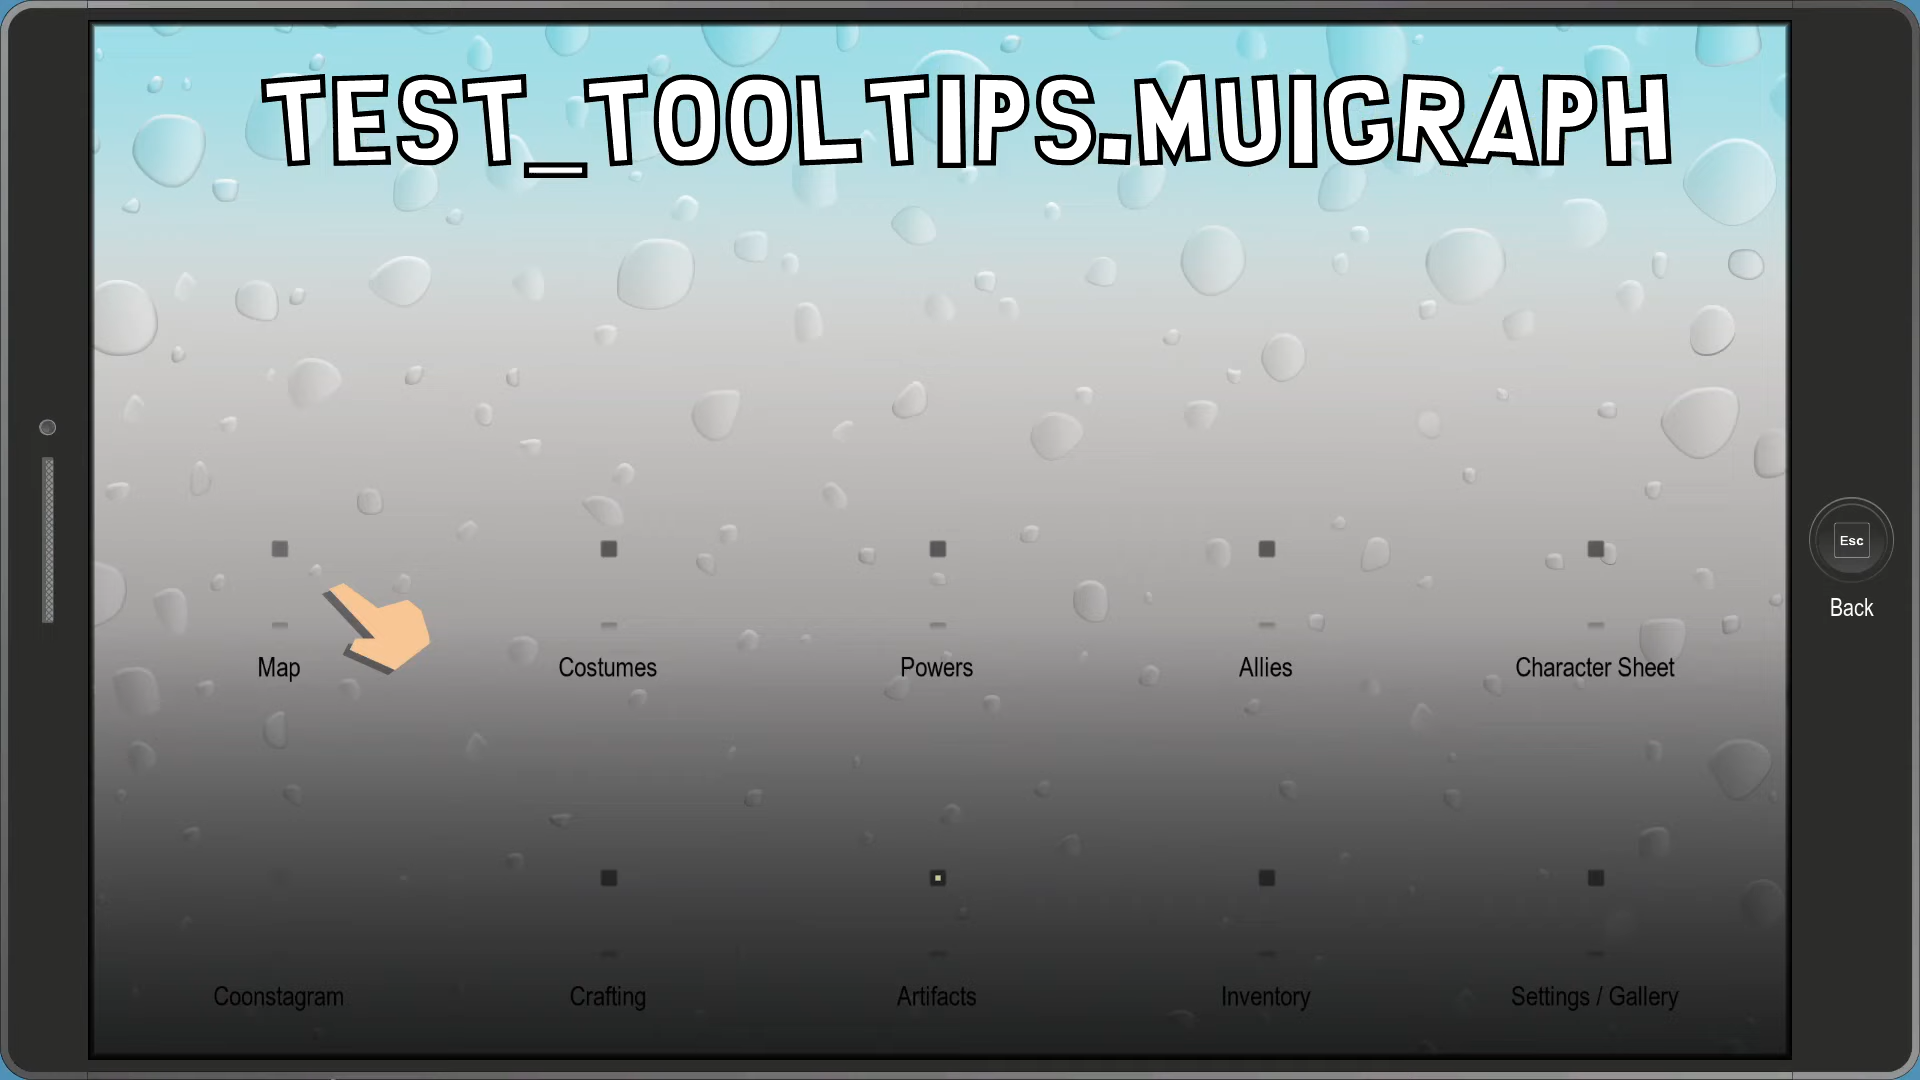 TEST_TOOLTIPS.MUIGRAPH
Esc
Back
Map Costumes Powers Allies Character Sheet
Coonstagram Crafting Artifacts Inventory Settings / Gallery